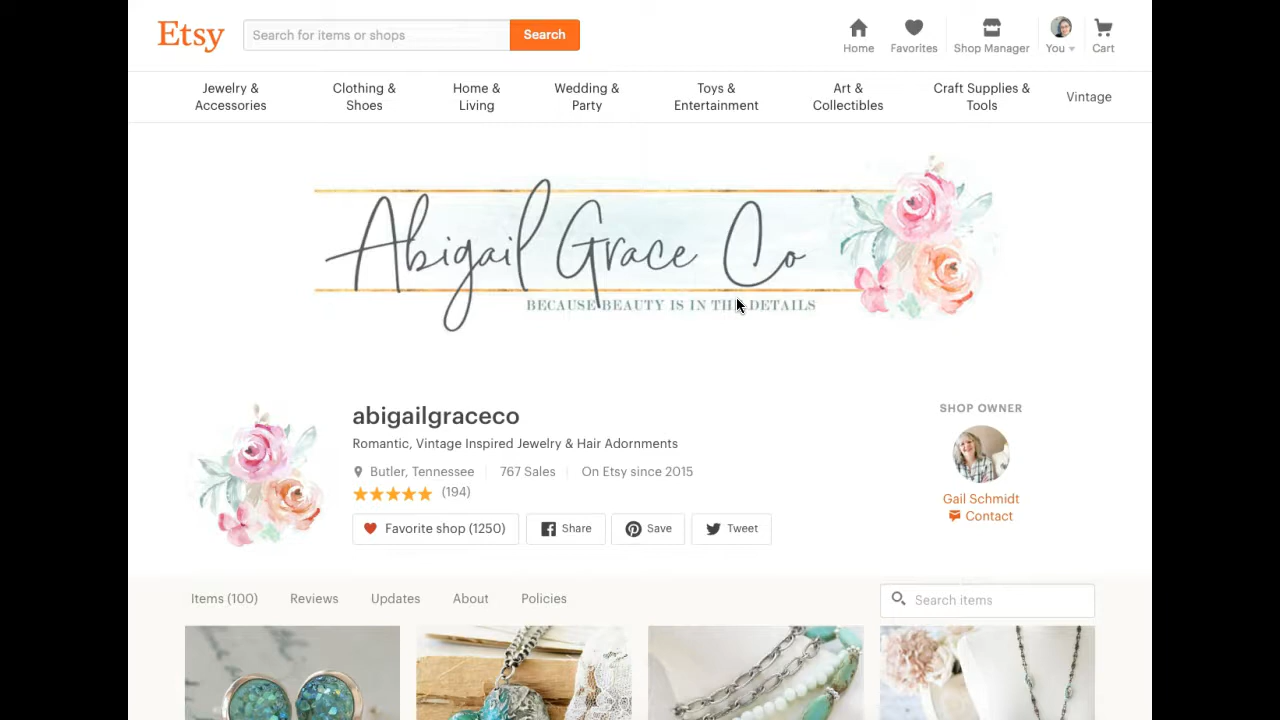 Etsy
Search for items or shops
Search
Home
Favorites
Shop Manager
You
Cart
Jewelry &
Accessories
Clothing &
Shoes
Home &
Living
Wedding &
Party
Toys &
Entertainment
Art &
Collectibles
Craft Supplies &
Tools
Vintage
Abigail Grace Co
BECAUSE BEAUTY IS IN THE DETAILS
abigailgraceco
Romantic, Vintage Inspired Jewelry & Hair Adornments
Butler, Tennessee
767 Sales
On Etsy since 2015
(194)
Favorite shop (1250)
Share
Save
Tweet
SHOP OWNER
Gail Schmidt
Contact
Items (100)
Reviews
Updates
About
Policies
Search items